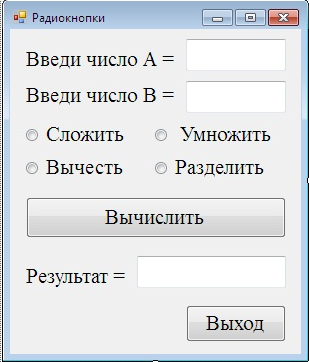 Радиокнопки
Введи число A =
Введи число B =
Сложить Умножить
Вычесть Разделить
Вычислить
Результат =
Выход